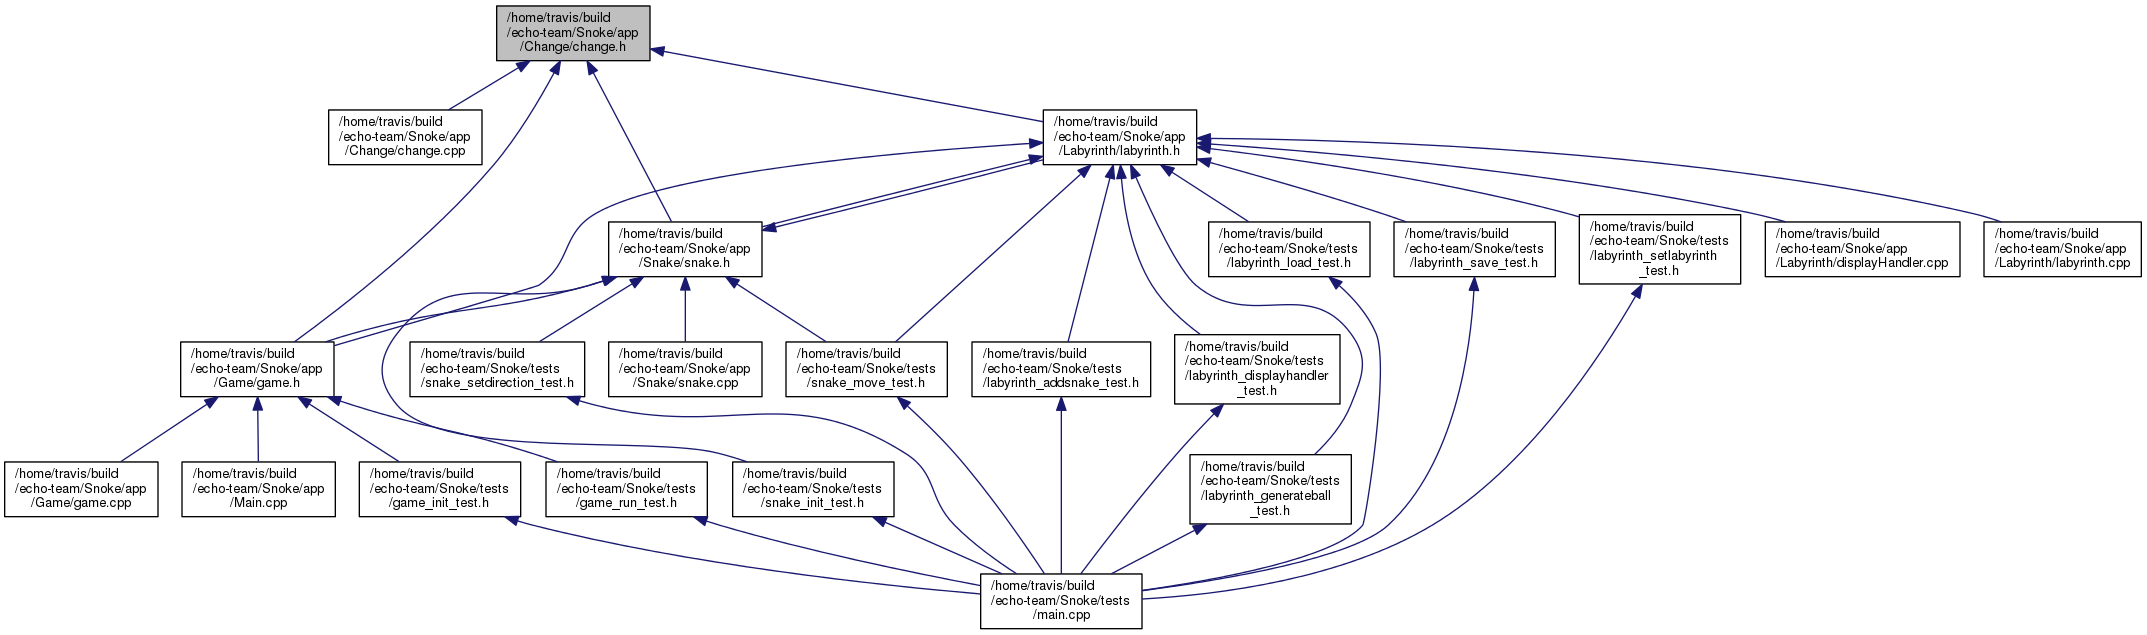 /home/travis/build
/echo-team/Snoke/app
/Change/change.h
/home/travis/build
/echo-team/Snoke/app
/Change/change.cpp
/home/travis/build
/echo-team/Snoke/app
/Labyrinth/labyrinth.h
/home/travis/build
/echo-team/Snoke/app
/Snake/snake.h
/home/travis/build
/echo-team/Snoke/tests
/labyrinth_load_test.h
/home/travis/build
/echo-team/Snoke/tests
/labyrinth_save_test.h
/home/travis/build
/echo-team/Snoke/tests
/labyrinth_setlabyrinth
_test.h
/home/travis/build
/echo-team/Snoke/app
/Labyrinth/displayHandler.cpp
/home/travis/build
/echo-team/Snoke/app
/Labyrinth/labyrinth.cpp
/home/travis/build
/echo-team/Snoke/app
/Game/game.h
/home/travis/build
/echo-team/Snoke/tests
/snake_setdirection_test.h
/home/travis/build
/echo-team/Snoke/app
/Snake/snake.cpp
/home/travis/build
/echo-team/Snoke/tests
/snake_move_test.h
/home/travis/build
/echo-team/Snoke/tests
/labyrinth_addsnake_test.h
/home/travis/build
/echo-team/Snoke/tests
/labyrinth_displayhandler
_test.h
/home/travis/build
/echo-team/Snoke/app
/Game/game.cpp
/home/travis/build
/echo-team/Snoke/app
/Main.cpp
/home/travis/build
/echo-team/Snoke/tests
/game_init_test.h
/home/travis/build
/echo-team/Snoke/tests
/game_run_test.h
/home/travis/build
/echo-team/Snoke/tests
/snake_init_test.h
/home/travis/build
/echo-team/Snoke/tests
/labyrinth_generateball
_test.h
/home/travis/build
/echo-team/Snoke/tests
/main.cpp